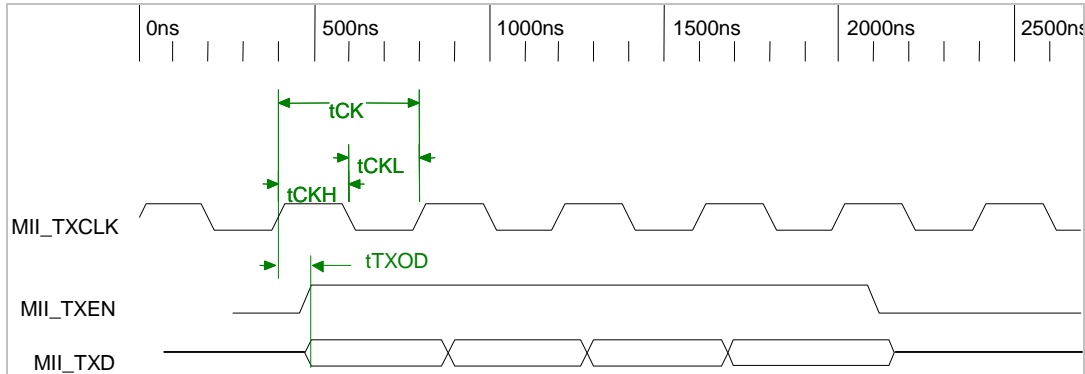 0ns 500ns 1000ns 1500ns 2000ns 2500ns
tCK
tCKL
tCKH
MII_TXCLK
tTXOD
MII_TXEN
MII_TXD